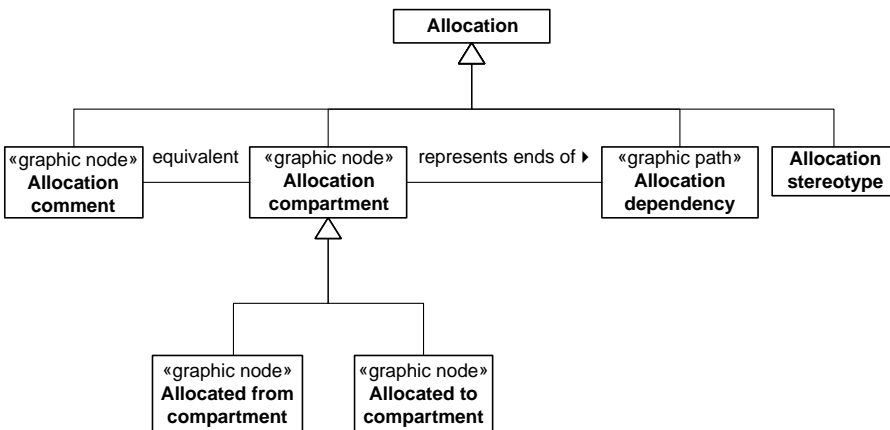 Allocation
«graphic node»
Allocation
comment
equivalent
«graphic node»
Allocation
compartment
represents ends of
«graphic path»
Allocation
dependency
Allocation
stereotype
«graphic node»
Allocated from
compartment
«graphic node»
Allocated to
compartment